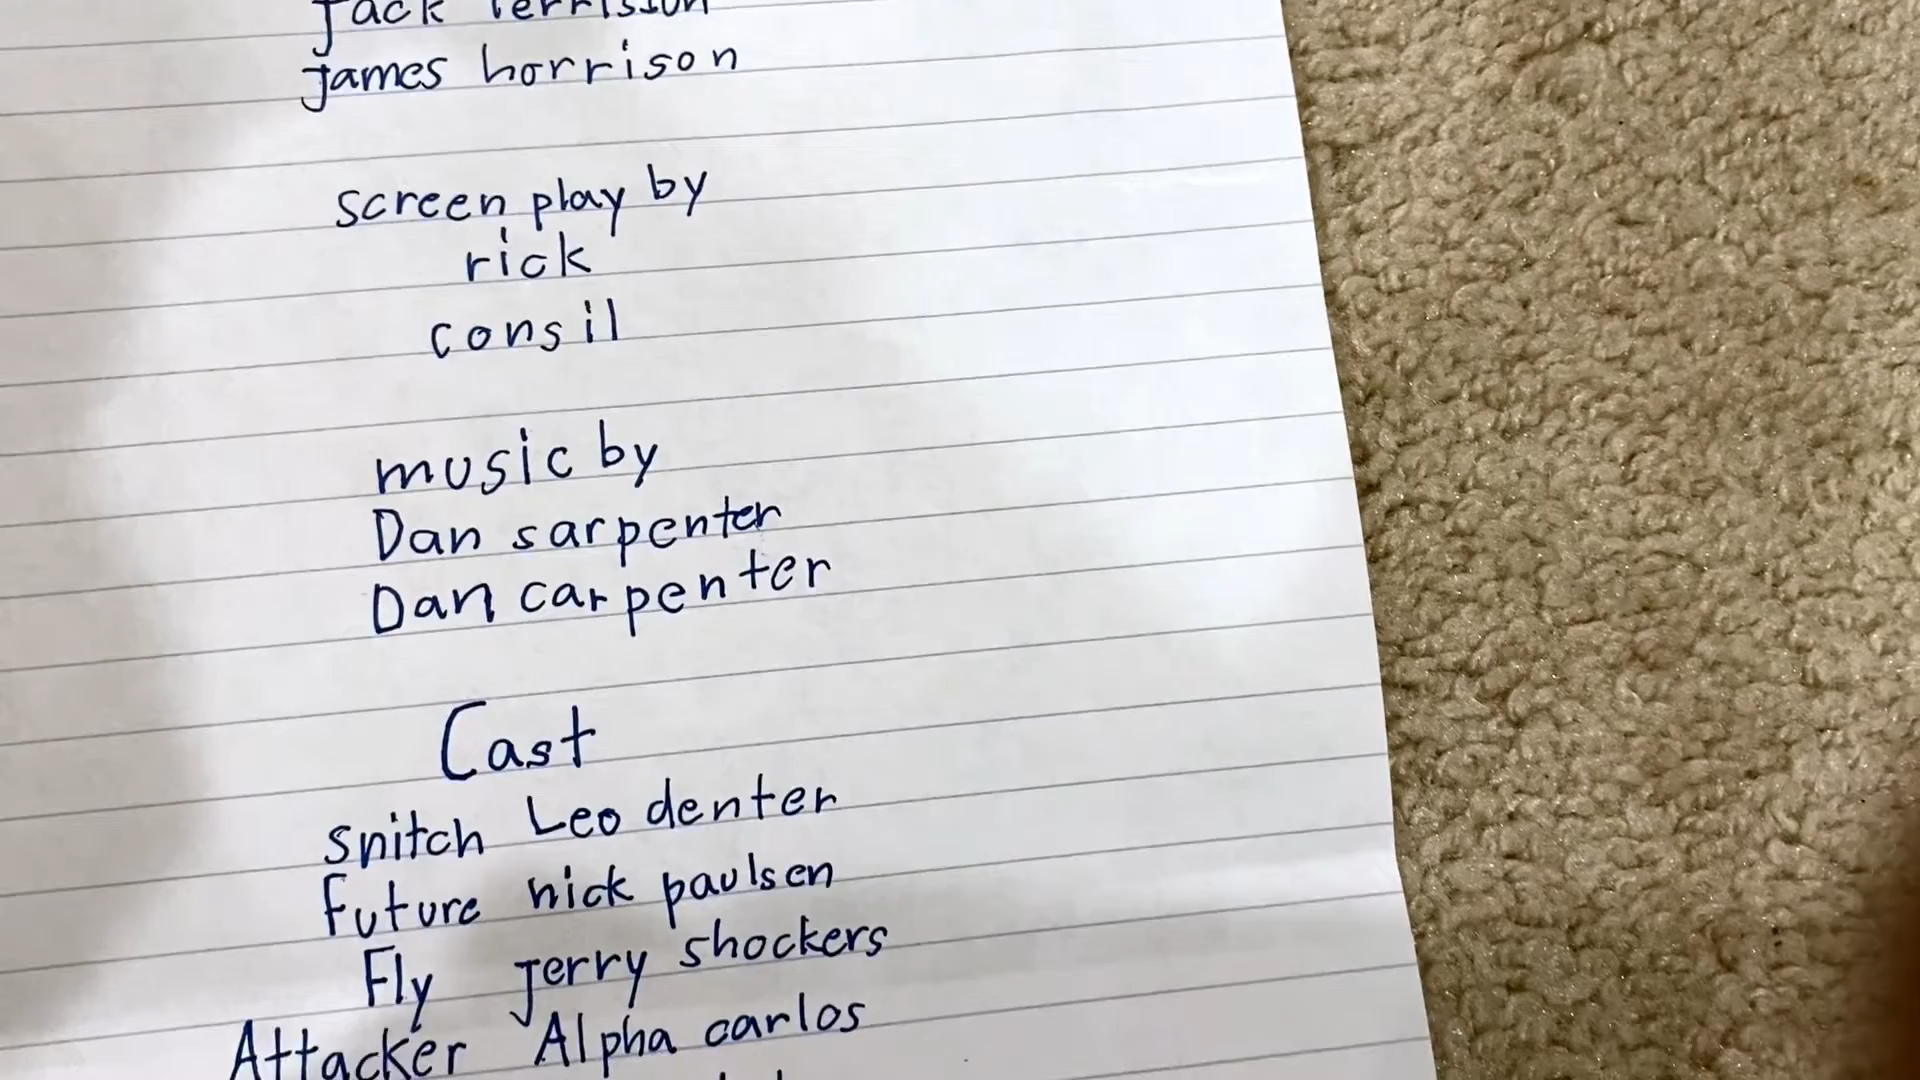 Jack
james horrison
screen play by
rick
consil
music by
Dan sarpenter
Dan carpenter
Cast
snitch Leo denter
Future nick paulsen
Fly Jerry shockers
Attacker Alpha carlos